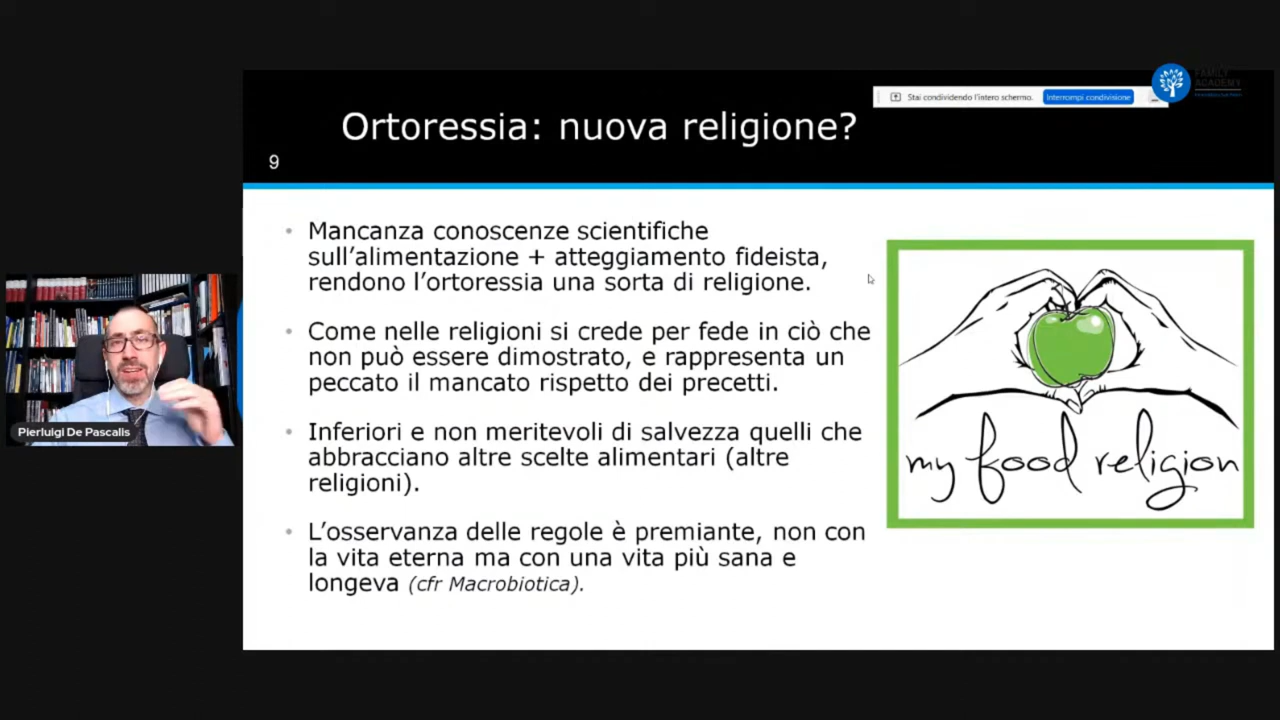 FAMILY
ACADEMY
Stai condividendo l'intero schermo.
Interrompi condivisione
Ortoressia: nuova religione?
9
Mancanza conoscenze scientifiche
sull'alimentazione + atteggiamento fideista,
rendono l'ortoressia una sorta di religione.
Come nelle religioni si crede per fede in ciò che
non può essere dimostrato, e rappresenta un
peccato il mancato rispetto dei precetti.
Inferiori e non meritevoli di salvezza quelli che
abbracciano altre scelte alimentari (altre
religioni).
L'osservanza delle regole è premiante, non con
la vita eterna ma con una vita più sana e
longeva (cfr Macrobiotica).
my food religion
Pierluigi De Pascalis